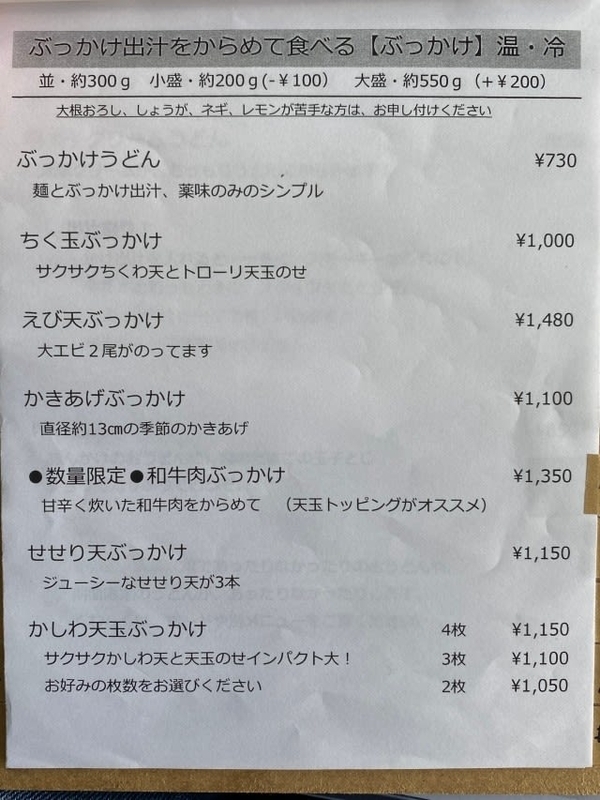 ぶっかけ出汁をからめて食べる【ぶっかけ】温・冷
並・約300g 小盛・約200g(-¥100) 大盛・約550g（+¥200）
大根おろし、しょうが、ネギ、レモンが苦手な方は、お申し付けください
ぶっかけうどん ¥730
麺とぶっかけ出汁、薬味のみのシンプル
ちく玉ぶっかけ ¥1,000
サクサクちくわ天とトローリ天玉のせ
えび天ぶっかけ ¥1,480
大エビ２尾がのってます
かきあげぶっかけ ¥1,100
直径約13㎝の季節のかきあげ
●数量限定●和牛肉ぶっかけ ¥1,350
甘辛く炊いた和牛肉をからめて （天玉トッピングがオススメ）
せせり天ぶっかけ ¥1,150
ジューシーなせせり天が3本
かしわ天玉ぶっかけ 4枚 ¥1,150
サクサクかしわ天と天玉のせインパクト大！ 3枚 ¥1,100
お好みの枚数をお選びください 2枚 ¥1,050